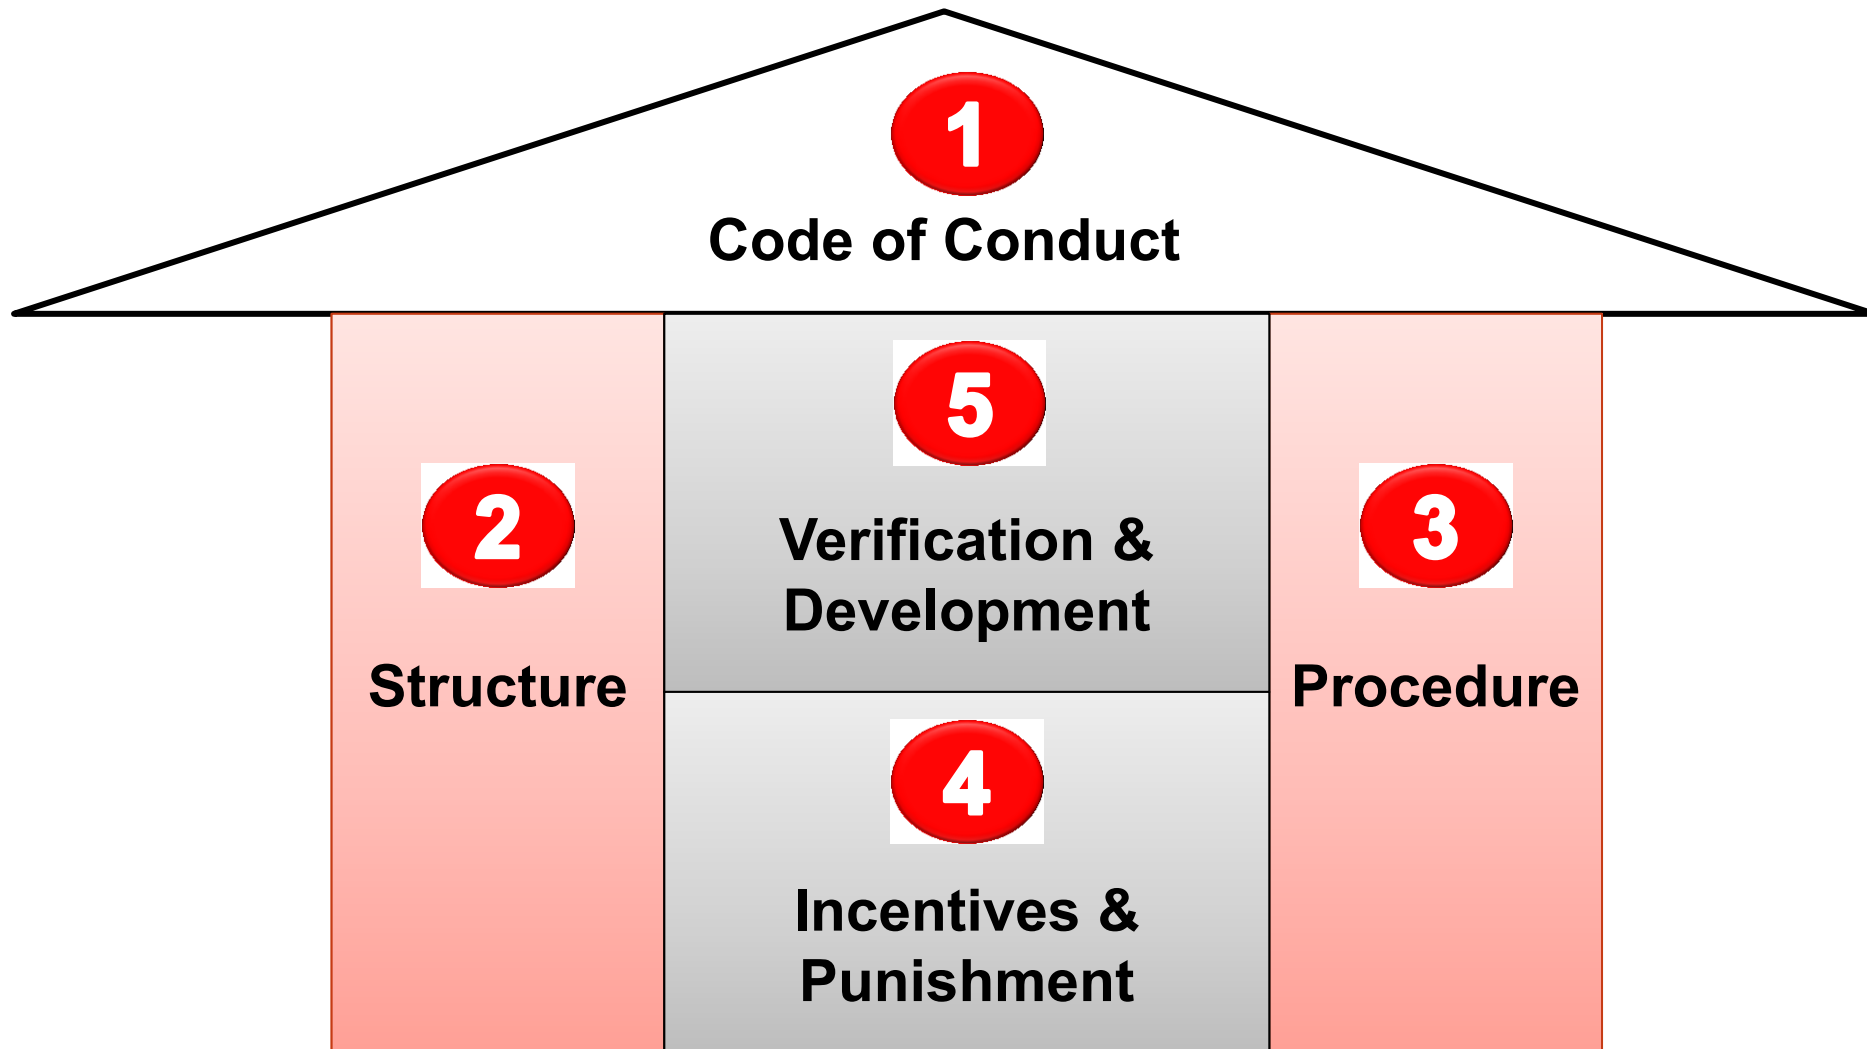 1
Code of Conduct
2
Structure
5
Verification &
Development
4
Incentives &
Punishment
3
Procedure